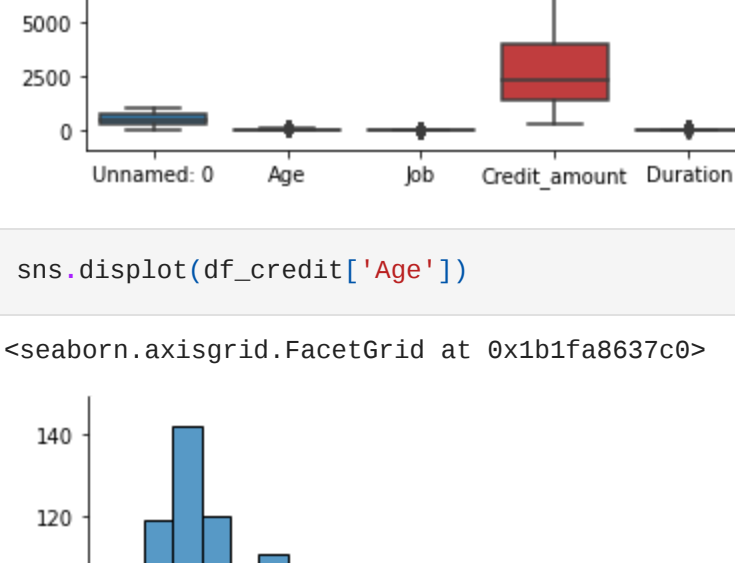 5000
2500
0
Unnamed: 0 Age Job Credit_amount Duration
sns.displot(df_credit['Age'])
<seaborn.axisgrid.FacetGrid at 0x1b1fa8637c0>
140
120